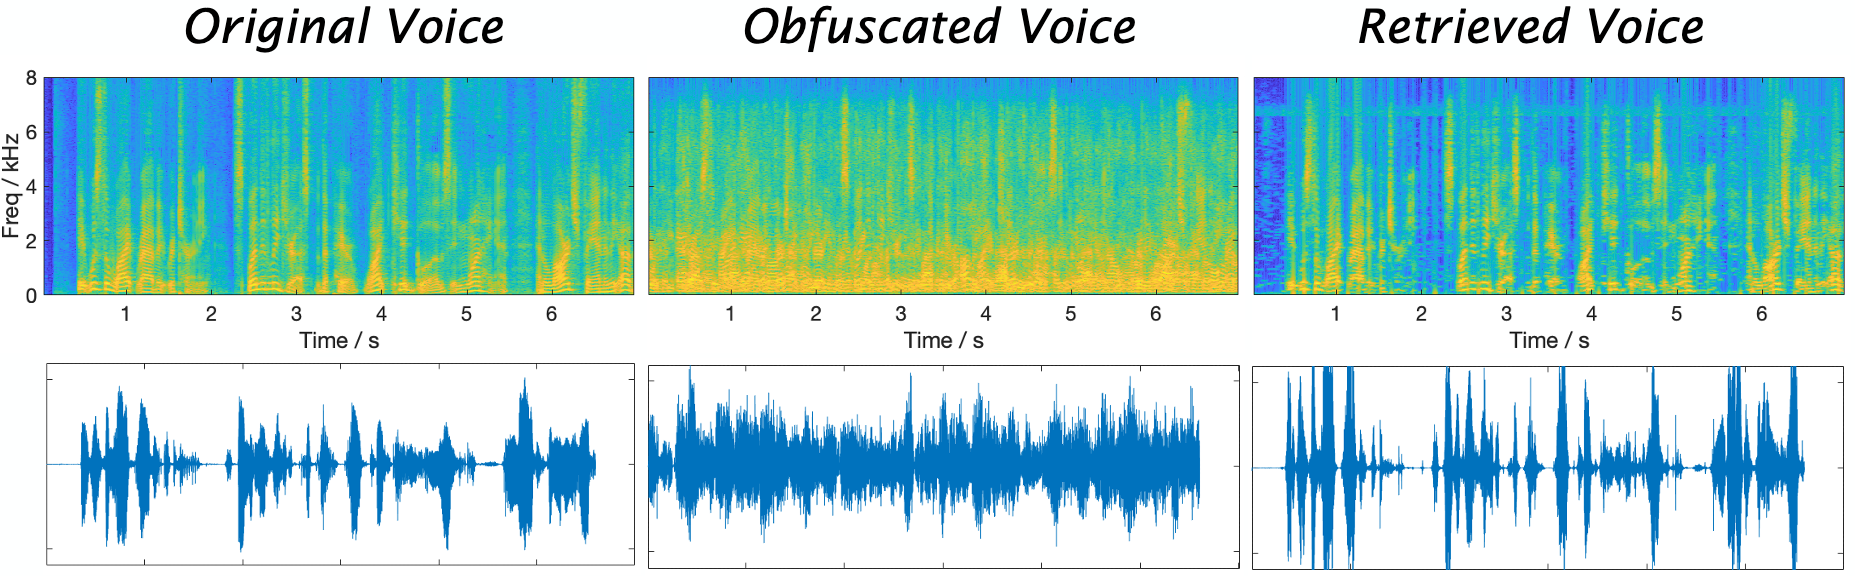 Original Voice
Obfuscated Voice
Retrieved Voice
8
6
4
2
0
Freq / kHz
1 2 3 4 5 6
1 2 3 4 5 6
1 2 3 4 5 6
Time / s
Time / s
Time / s